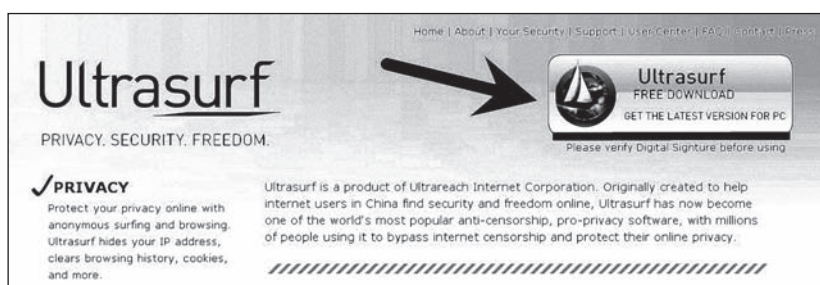 Home | About | Your Security | Support | User Center | FAQ | Contact | Press
Ultrasurf
PRIVACY. SECURITY. FREEDOM.
Ultrasurf
FREE DOWNLOAD
GET THE LATEST VERSION FOR PC
Please verify Digital Signture before using
PRIVACY
Protect your privacy online with
anonymous surfing and browsing.
Ultrasurf hides your IP address,
clears browsing history, cookies,
and more.
Ultrasurf is a product of Ultrareach Internet Corporation. Originally created to help
internet users in China find security and freedom online, Ultrasurf has now become
one of the world's most popular anti-censorship, pro-privacy software, with millions
of people using it to bypass internet censorship and protect their online privacy.